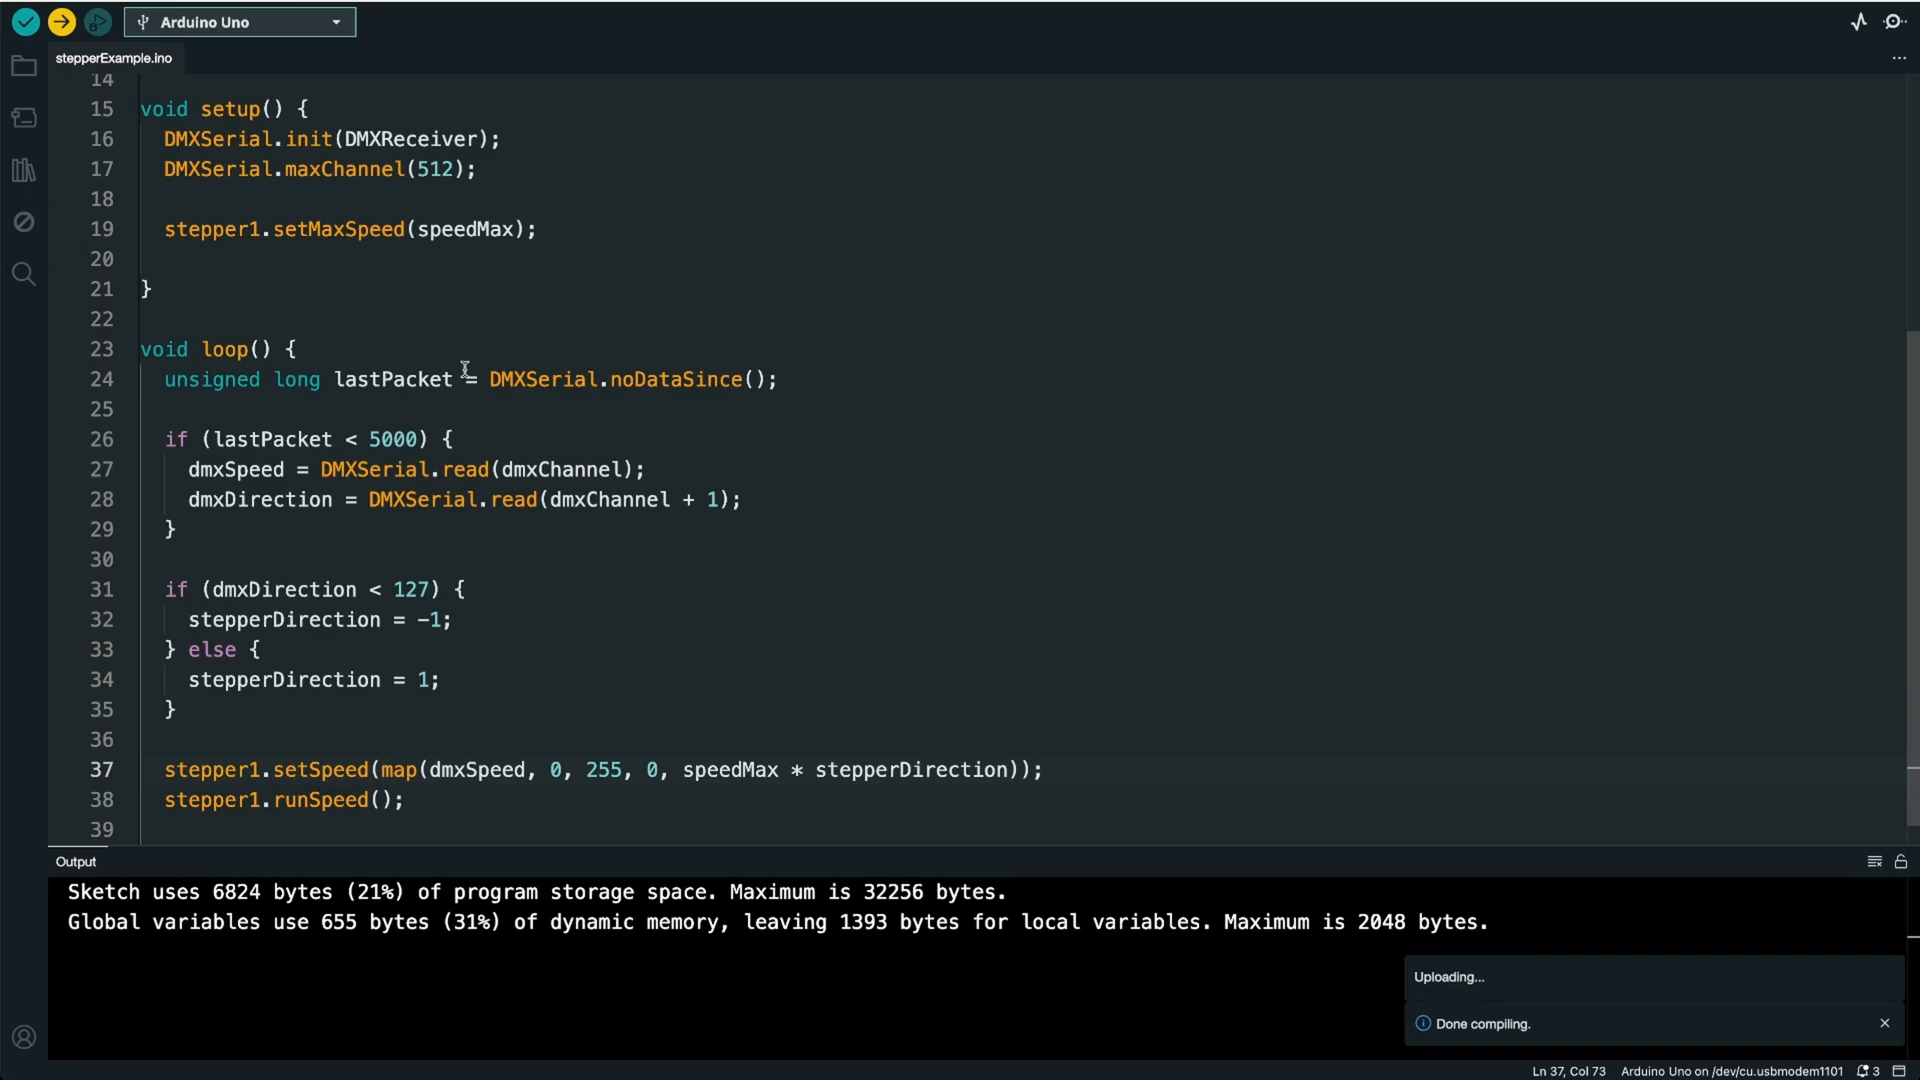 Arduino Uno
stepperExample.ino
14
15 void setup() {
16 DMXSerial.init(DMXReceiver);
17 DMXSerial.maxChannel(512);
18
19 stepper1.setMaxSpeed(speedMax);
20
21 }
22
23 void loop() {
24 unsigned long lastPacket = DMXSerial.noDataSince();
25
26 if (lastPacket < 5000) {
27 dmxSpeed = DMXSerial.read(dmxChannel);
28 dmxDirection = DMXSerial.read(dmxChannel + 1);
29 }
30
31 if (dmxDirection < 127) {
32 stepperDirection = -1;
33 } else {
34 stepperDirection = 1;
35 }
36
37 stepper1.setSpeed(map(dmxSpeed, 0, 255, 0, speedMax * stepperDirection));
38 stepper1.runSpeed();
39
Output
Sketch uses 6824 bytes (21%) of program storage space. Maximum is 32256 bytes.
Global variables use 655 bytes (31%) of dynamic memory, leaving 1393 bytes for local variables. Maximum is 2048 bytes.
Uploading...
Done compiling.
Ln 37, Col 73 Arduino Uno on /dev/cu.usbmodem1101 3